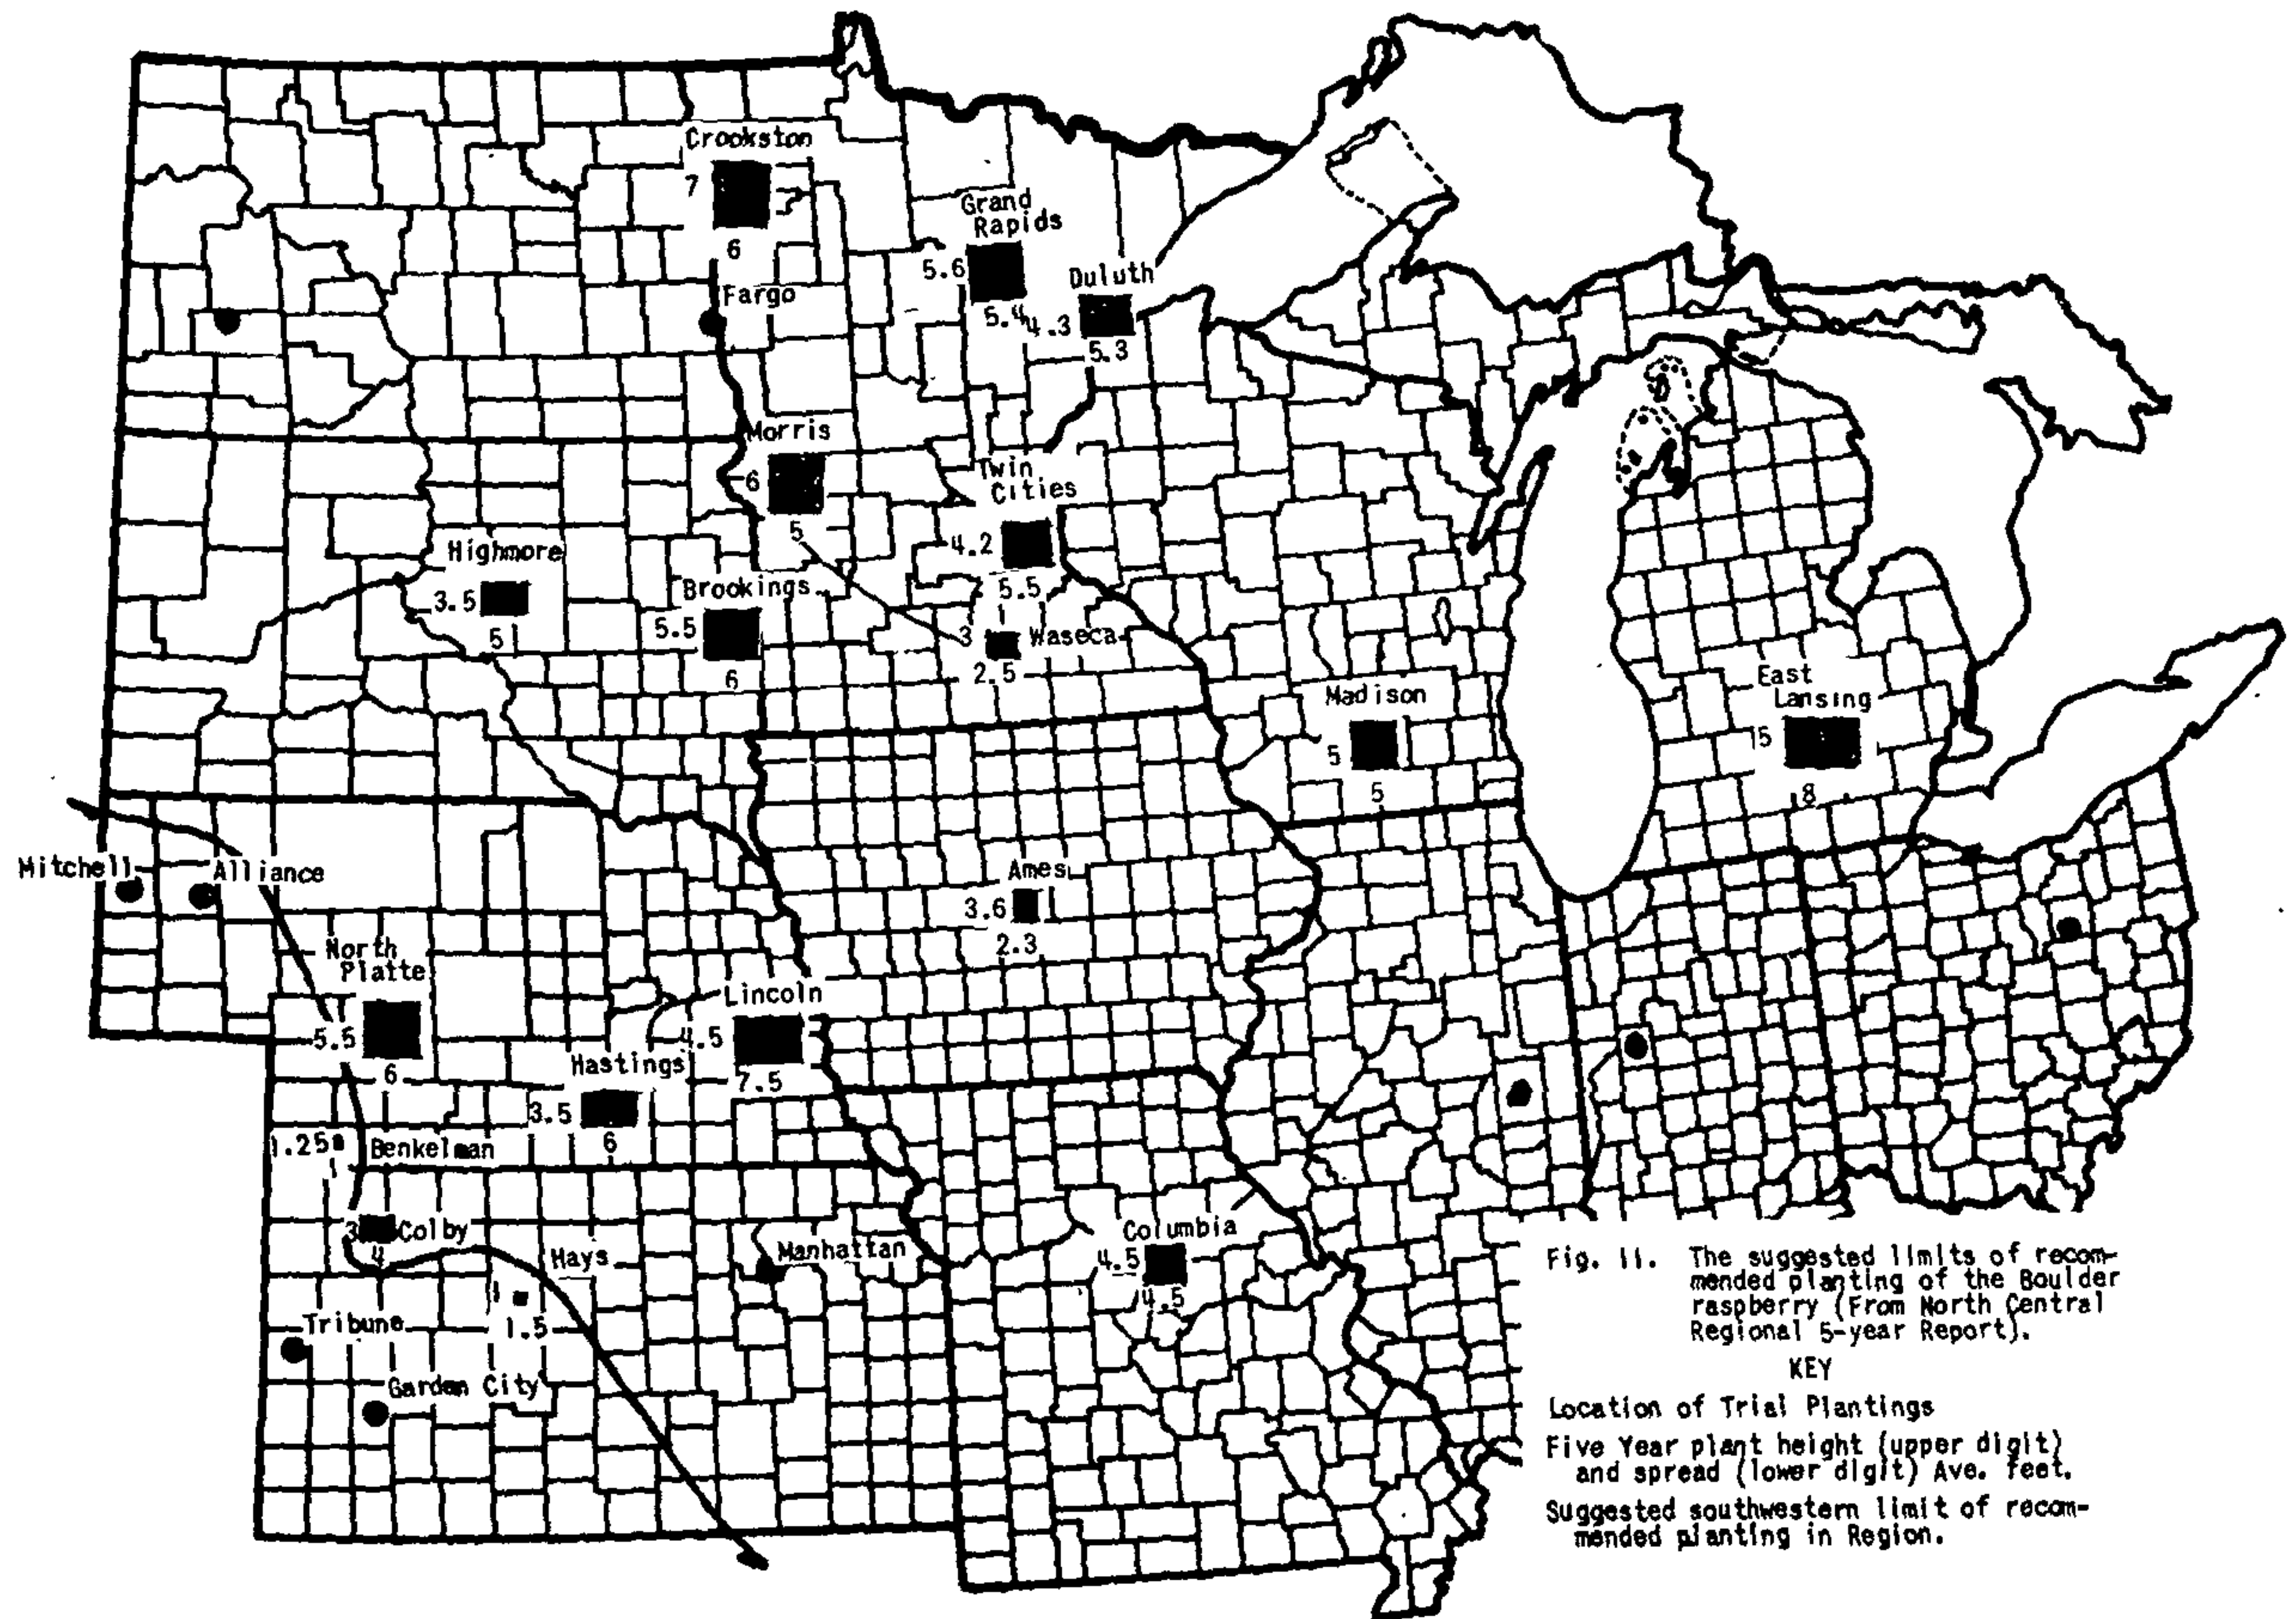 Crookston
7
6
Grand
Rapids
5.6
5.4
Duluth
4.3
5.3
Fargo
Morris
6
5
Twin
Cities
4.2
5.5
Highmore
3.5
5
Brookings
5.5
6
3
Waseca
2.5
Madison
5
5
East
Lansing
5
8
Mitchell
Alliance
Ames
3.6
2.3
North
Platte
5.5
6
Lincoln
4.5
7.5
Hastings
3.5
6
1.25
Benkelman
1
3
Colby
4
Hays
1
1.5
Manhattan
Columbia
4.5
4.5
Tribune
Garden City
Fig. 11. The suggested limits of recom-
mended planting of the Boulder
raspberry (From North Central
Regional 5-year Report).
KEY
Location of Trial Plantings
Five Year plant height (upper digit)
and spread (lower digit) Ave. feet.
Suggested southwestern limit of recom-
mended planting in Region.